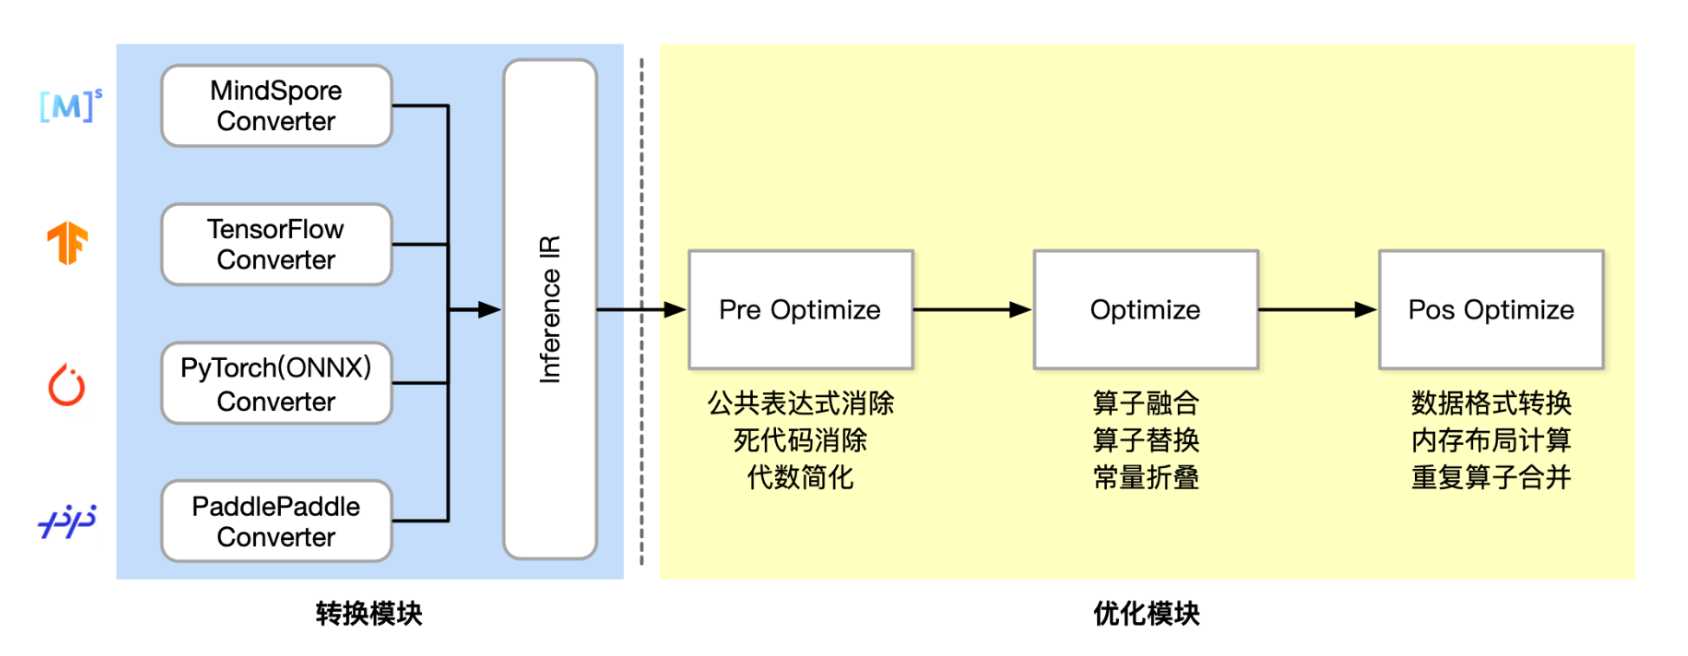 [M]s
MindSpore
Converter
TensorFlow
Converter
PyTorch(ONNX)
Converter
PaddlePaddle
Converter
Inference IR
转换模块
Pre Optimize
公共表达式消除
死代码消除
代数简化
Optimize
算子融合
算子替换
常量折叠
Pos Optimize
数据格式转换
内存布局计算
重复算子合并
优化模块